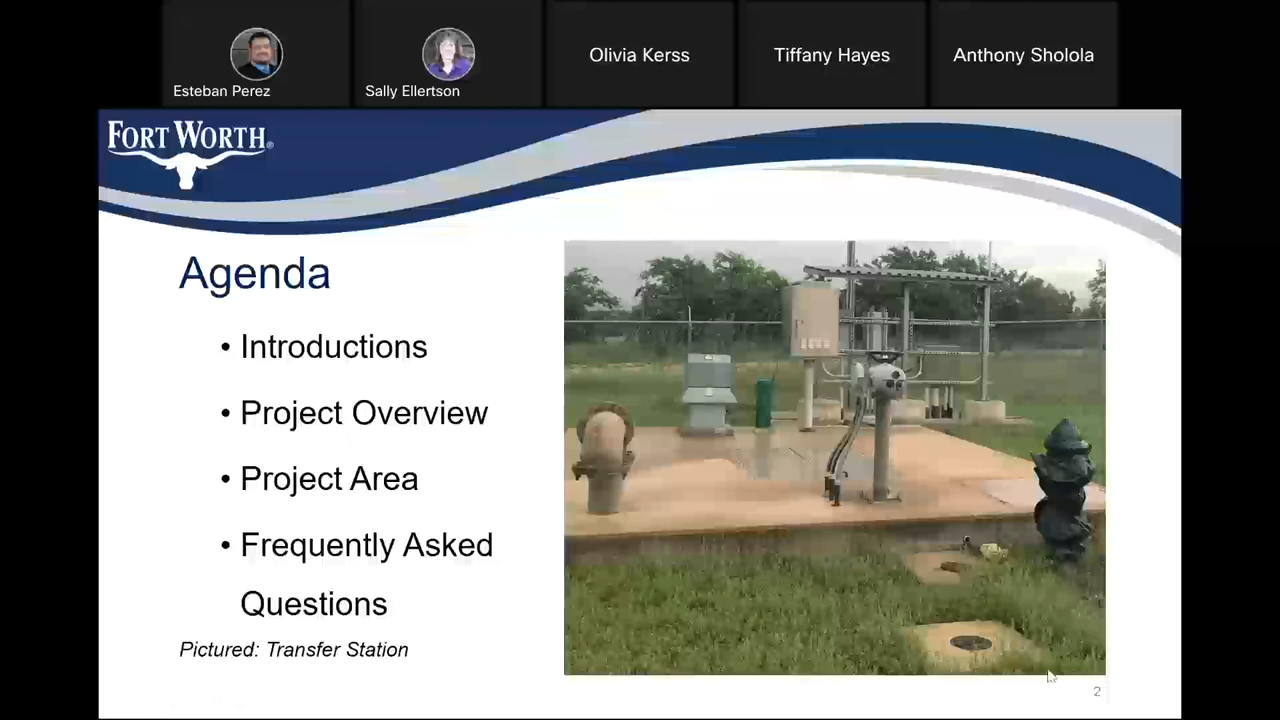 Esteban Perez
Sally Ellertson
Olivia Kerss
Tiffany Hayes
Anthony Sholola
FORT WORTH®
Agenda
• Introductions
• Project Overview
• Project Area
• Frequently Asked
Questions
Pictured: Transfer Station
2